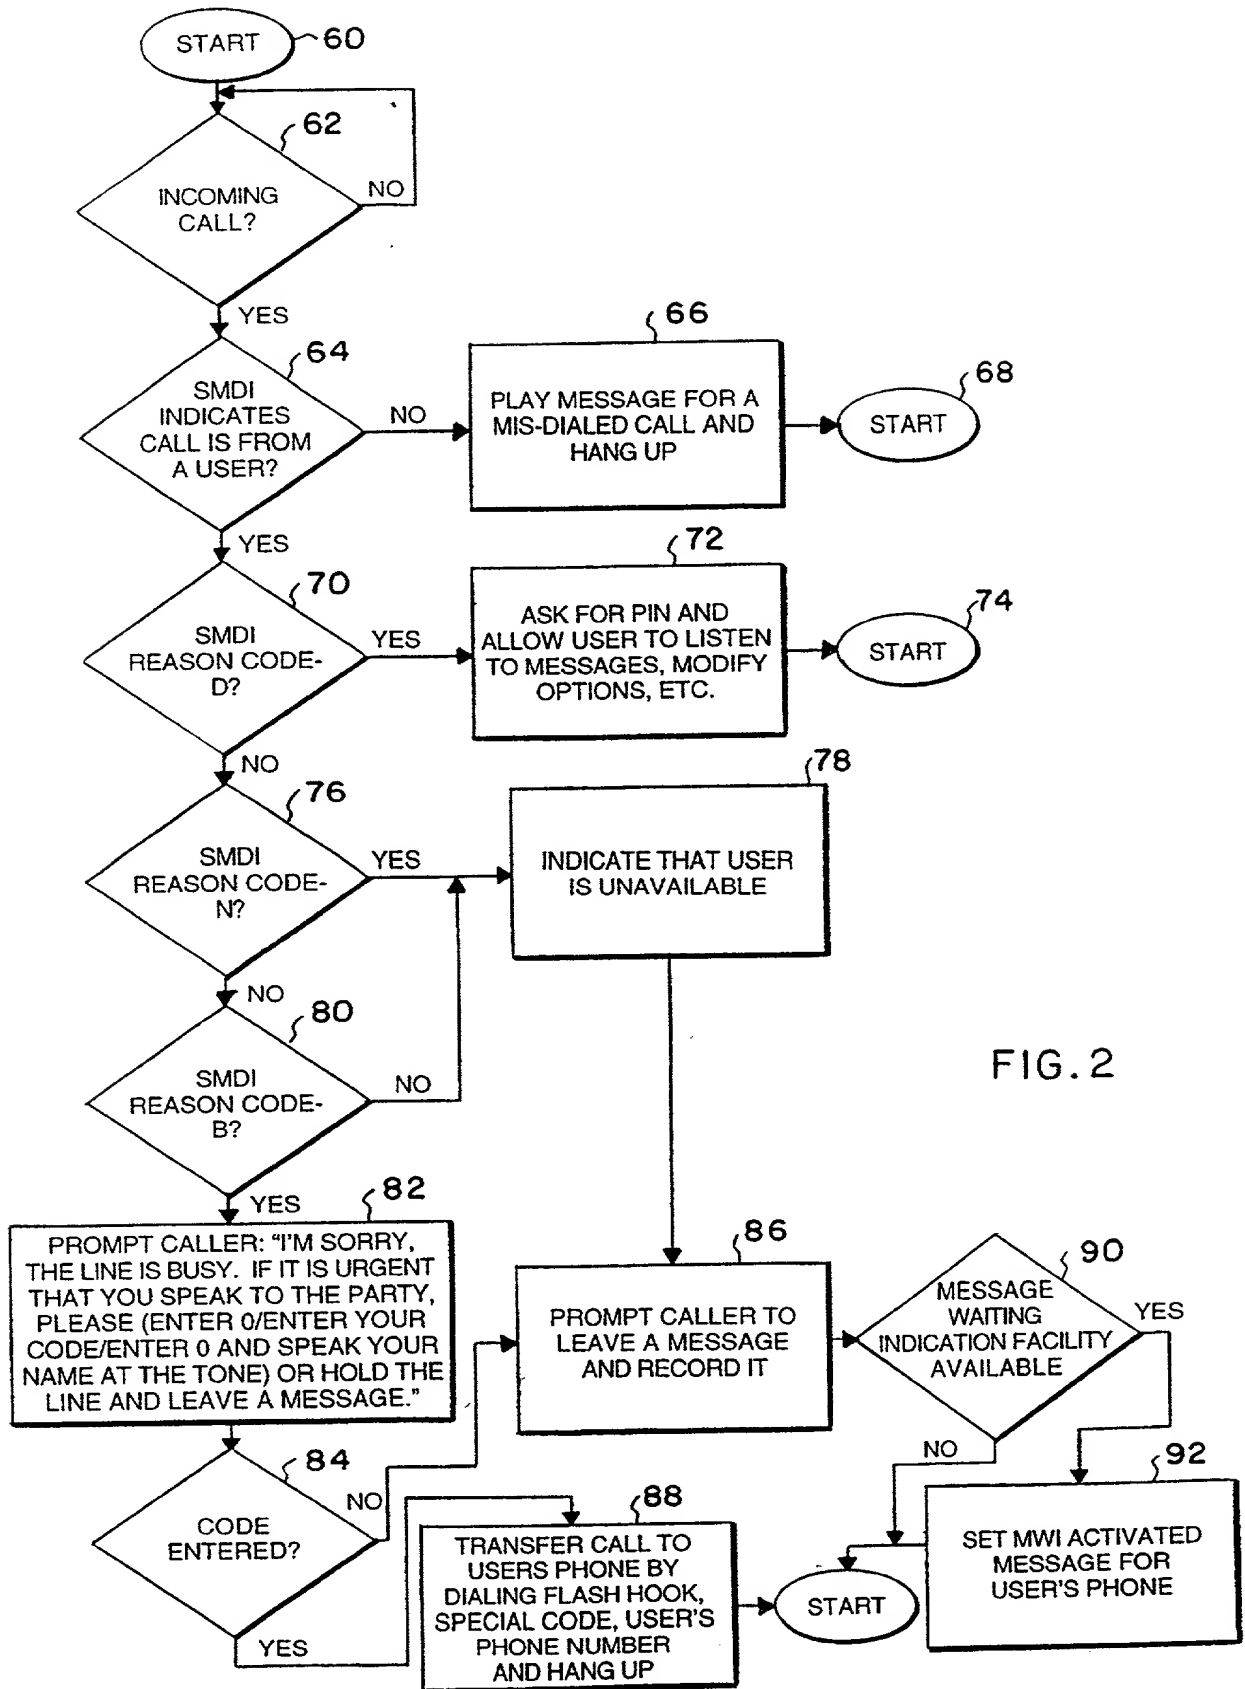 START
60
62
INCOMING
CALL?
NO
YES
64
SMDI
INDICATES
CALL IS FROM
A USER?
NO
66
PLAY MESSAGE FOR A
MIS-DIALED CALL AND
HANG UP
68
START
YES
70
SMDI
REASON CODE-
D?
YES
72
ASK FOR PIN AND
ALLOW USER TO LISTEN
TO MESSAGES, MODIFY
OPTIONS, ETC.
74
START
NO
76
SMDI
REASON CODE-
N?
YES
78
INDICATE THAT USER
IS UNAVAILABLE
NO
80
SMDI
REASON CODE-
B?
NO
FIG. 2
YES
82
PROMPT CALLER: "I'M SORRY,
THE LINE IS BUSY. IF IT IS URGENT
THAT YOU SPEAK TO THE PARTY,
PLEASE (ENTER 0/ENTER YOUR
CODE/ENTER 0 AND SPEAK YOUR
NAME AT THE TONE) OR HOLD THE
LINE AND LEAVE A MESSAGE."
86
PROMPT CALLER TO
LEAVE A MESSAGE
AND RECORD IT
90
MESSAGE
WAITING
INDICATION FACILITY
AVAILABLE
YES
NO
84
CODE
ENTERED?
NO
YES
88
TRANSFER CALL TO
USERS PHONE BY
DIALING FLASH HOOK,
SPECIAL CODE, USER'S
PHONE NUMBER
AND HANG UP
START
92
SET MWI ACTIVATED
MESSAGE FOR
USER'S PHONE